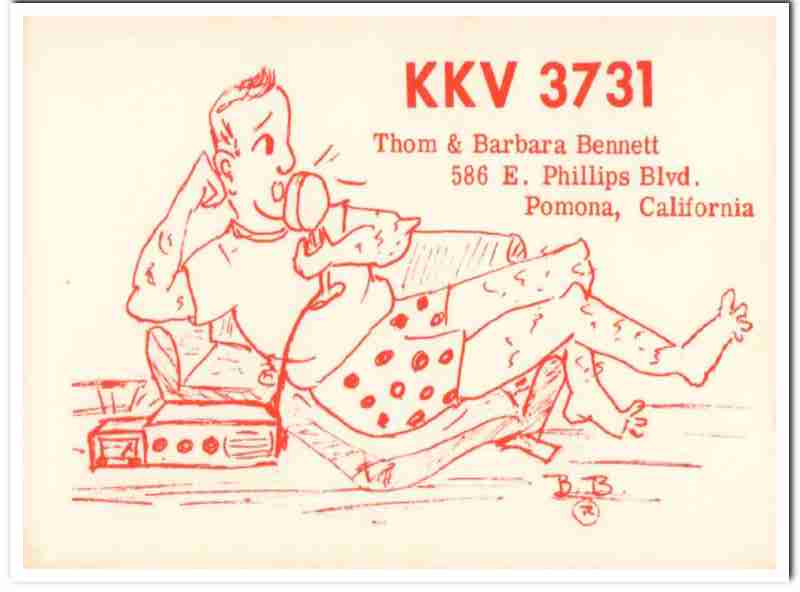 KKV 3731
Thom & Barbara Bennett
586 E. Phillips Blvd.
Pomona, California
B.B.
R